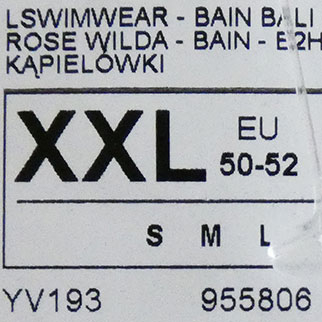 LSWIMWEAR - BAIN BALI
ROSE WILDA - BAIN - E2H
KĄPIELÓWKI
XXL EU
50-52
S M L
YV193 955806